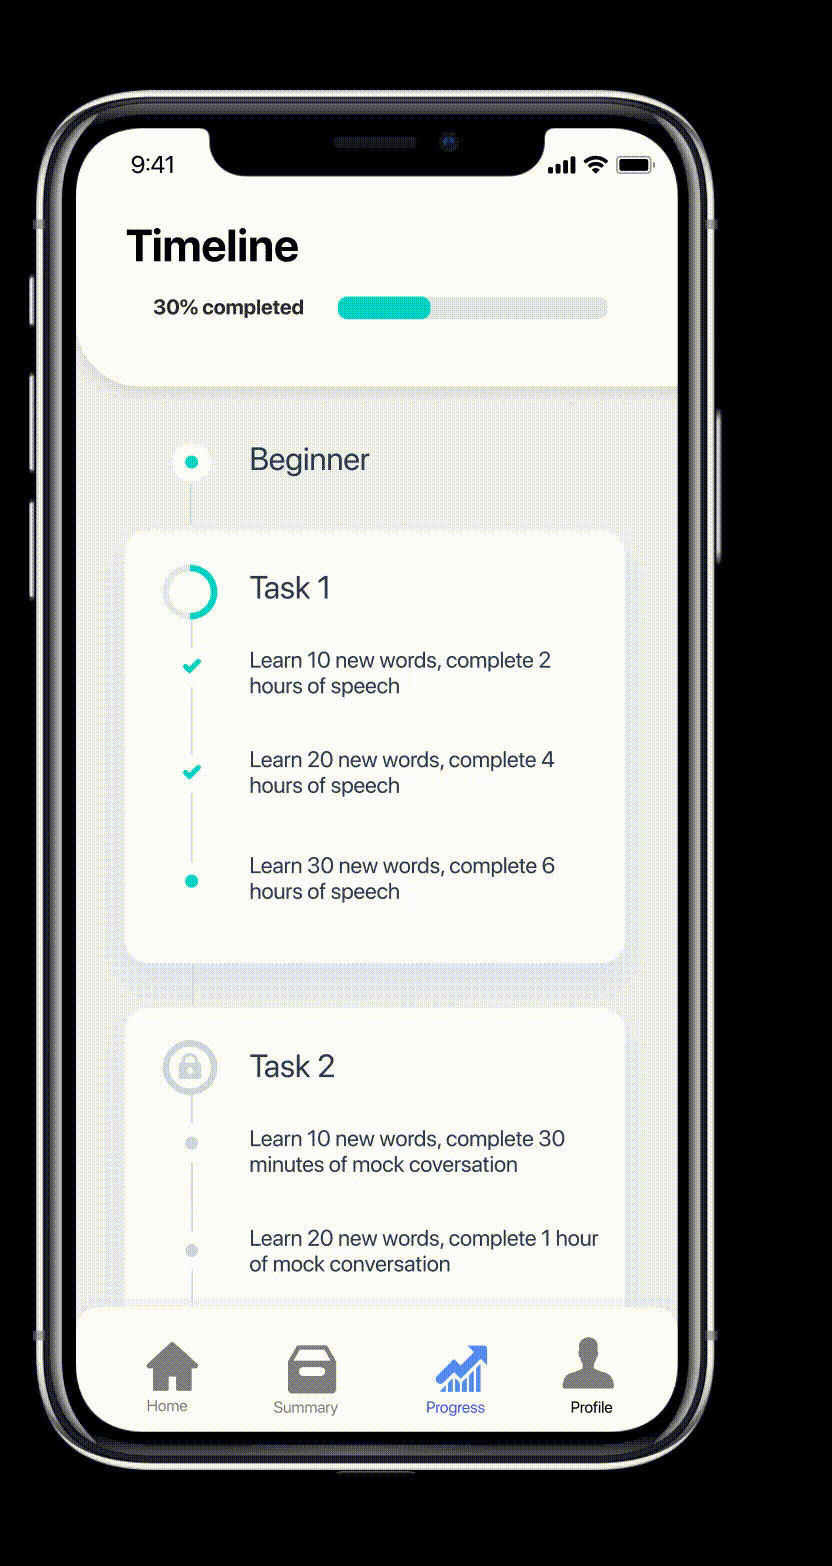 9:41
Timeline
30% completed
Beginner
Task 1
Learn 10 new words, complete 2
hours of speech
Learn 20 new words, complete 4
hours of speech
Learn 30 new words, complete 6
hours of speech
Task 2
Learn 10 new words, complete 30
minutes of mock coversation
Learn 20 new words, complete 1 hour
of mock conversation
Home
Summary
Progress
Profile